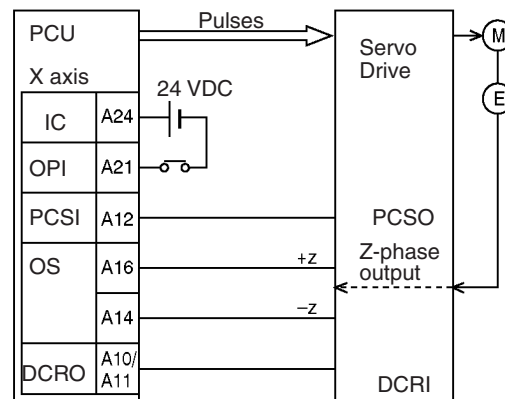 PCU
Pulses
Servo
Drive
M
E
X axis
24 VDC
IC
A24
OPI
A21
PCSI
A12
PCSO
OS
A16
+z
Z-phase
output
A14
–z
DCRO
A10/
A11
DCRI